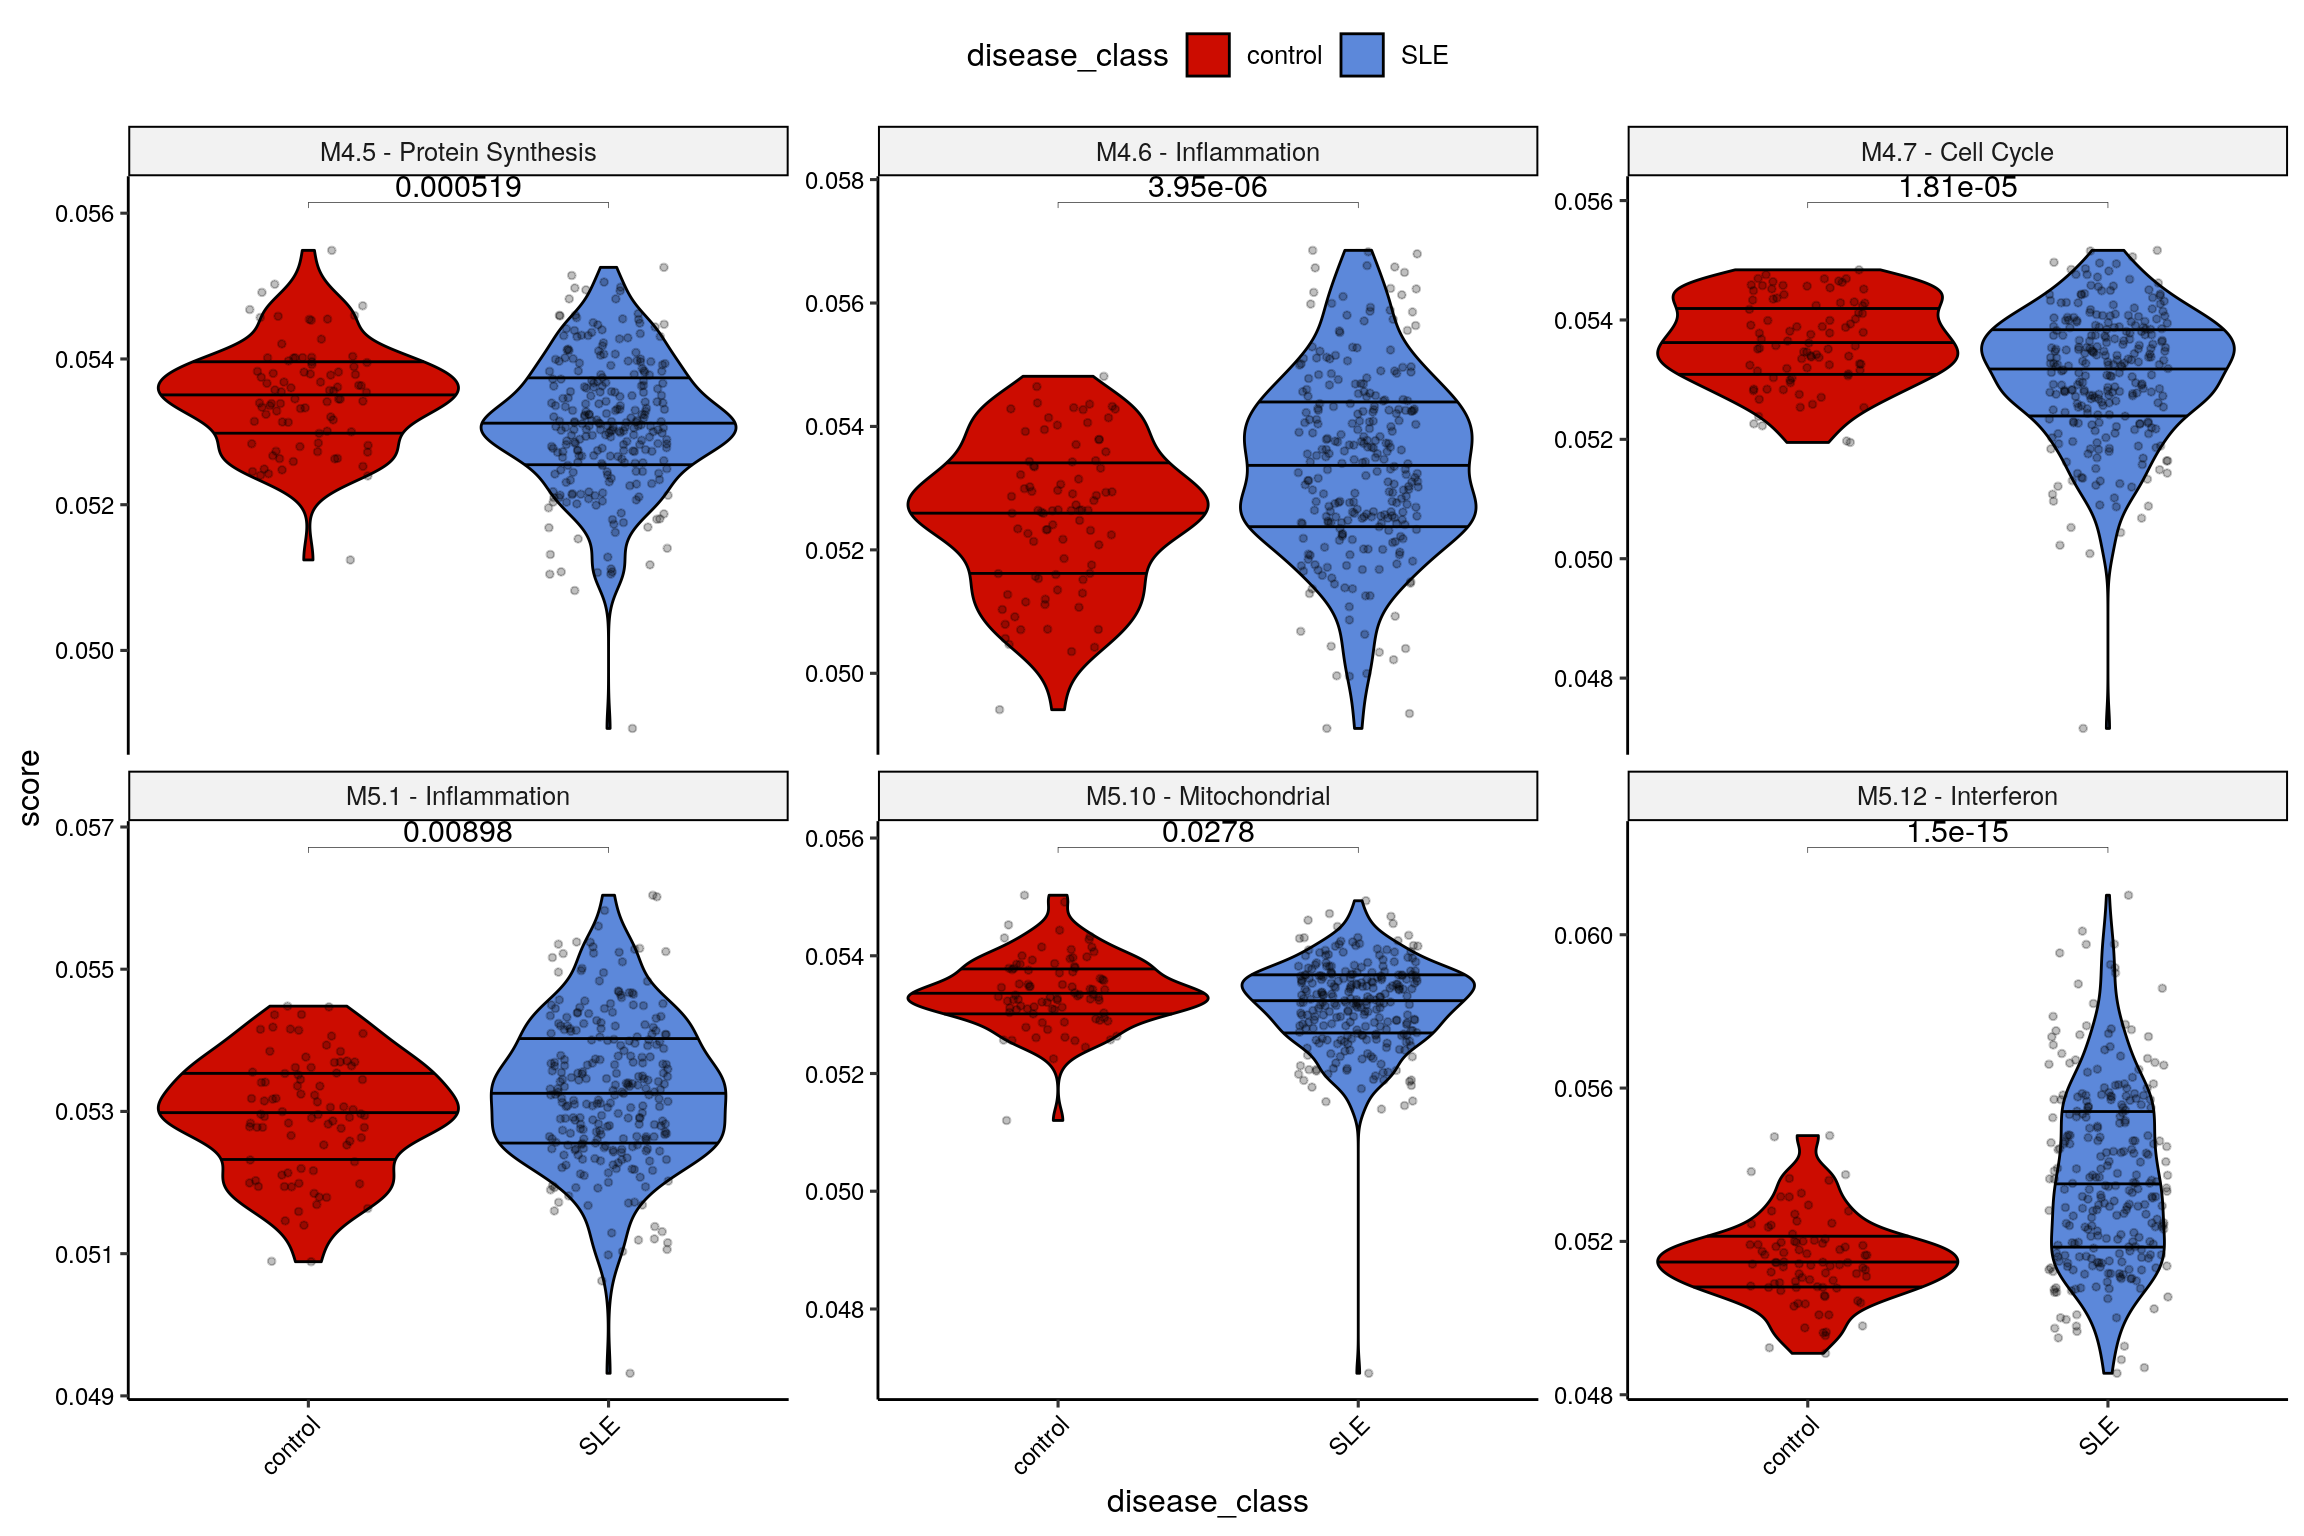 disease_class control SLE
M4.5 - Protein Synthesis
0.000519
0.056
0.054
0.052
0.050
M4.6 - Inflammation
3.95e-06
0.058
0.056
0.054
0.052
0.050
M4.7 - Cell Cycle
1.81e-05
0.056
0.054
0.052
0.050
0.048
score
M5.1 - Inflammation
0.00898
0.057
0.055
0.053
0.051
0.049
control
SLE
M5.10 - Mitochondrial
0.0278
0.056
0.054
0.052
0.050
0.048
control
SLE
M5.12 - Interferon
1.5e-15
0.060
0.056
0.052
0.048
control
SLE
disease_class